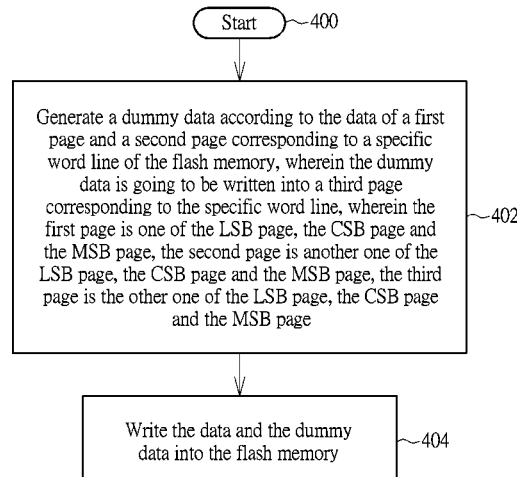 Start
400
Generate a dummy data according to the data of a first
page and a second page corresponding to a specific
word line of the flash memory, wherein the dummy
data is going to be written into a third page
corresponding to the specific word line, wherein the
first page is one of the LSB page, the CSB page and
the MSB page, the second page is another one of the
LSB page, the CSB page and the MSB page, the third
page is the other one of the LSB page, the CSB page
and the MSB page
402
Write the data and the dummy
data into the flash memory
404